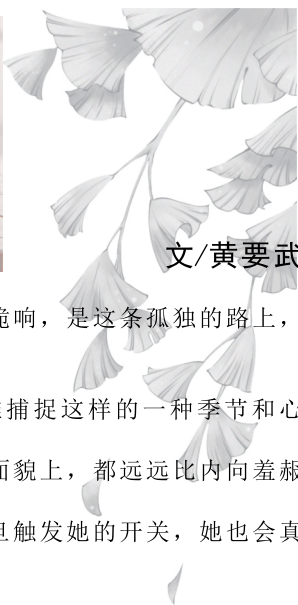 文/黄要武
响，是这条孤独的路上，
捕捉这样的一种季节和心
面貌上，都远远比内向羞赧
触发她的开关，她也会真